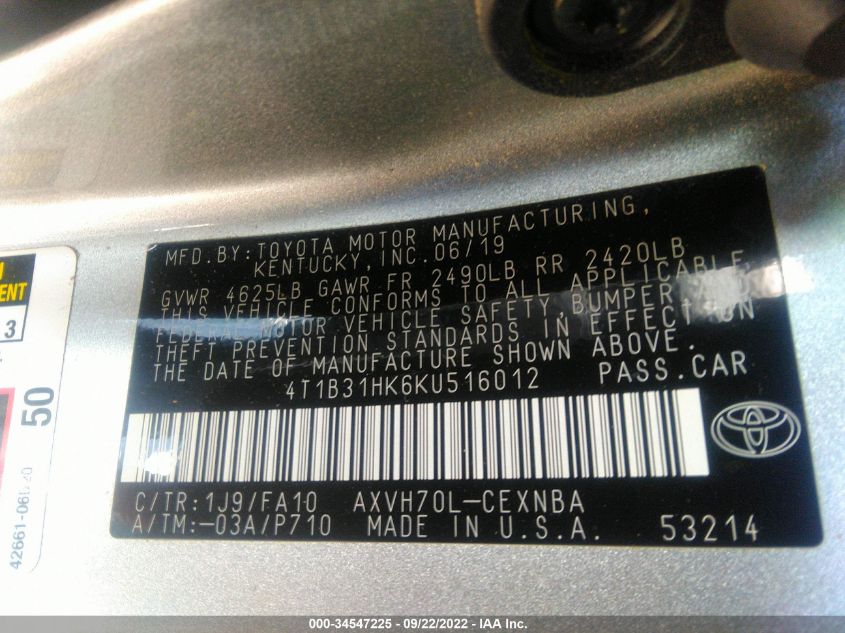 MFD. BY: TOYOTA MOTOR MANUFACTURING,
KENTUCKY, INC. 06/19
GVWR 4625LB GAWR FR 2490LB RR 2420LB
THIS VEHICLE CONFORMS TO ALL APPLICABLE
FEDERAL MOTOR VEHICLE SAFETY, BUMPER,
THEFT PREVENTION STANDARDS IN EFFECT ON
THE DATE OF MANUFACTURE SHOWN ABOVE.
4T1B31HK6KU516012 PASS.CAR
C/TR:1J9/FA10 AXVH70L-CEXNBA
A/TM:-03A/P710 MADE IN U.S.A. 53214
3
50
000-34547225 - 09/22/2022 - IAA Inc.